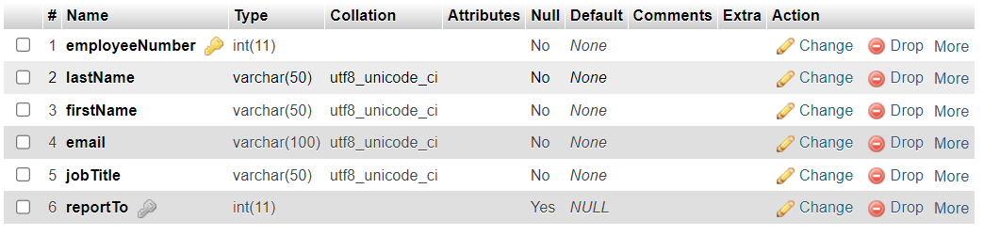 # Name Type Collation Attributes Null Default Comments Extra Action
1 employeeNumber int(11) No None Change Drop More
2 lastName varchar(50) utf8_unicode_ci No None Change Drop More
3 firstName varchar(50) utf8_unicode_ci No None Change Drop More
4 email varchar(100) utf8_unicode_ci No None Change Drop More
5 jobTitle varchar(50) utf8_unicode_ci No None Change Drop More
6 reportTo int(11) Yes NULL Change Drop More